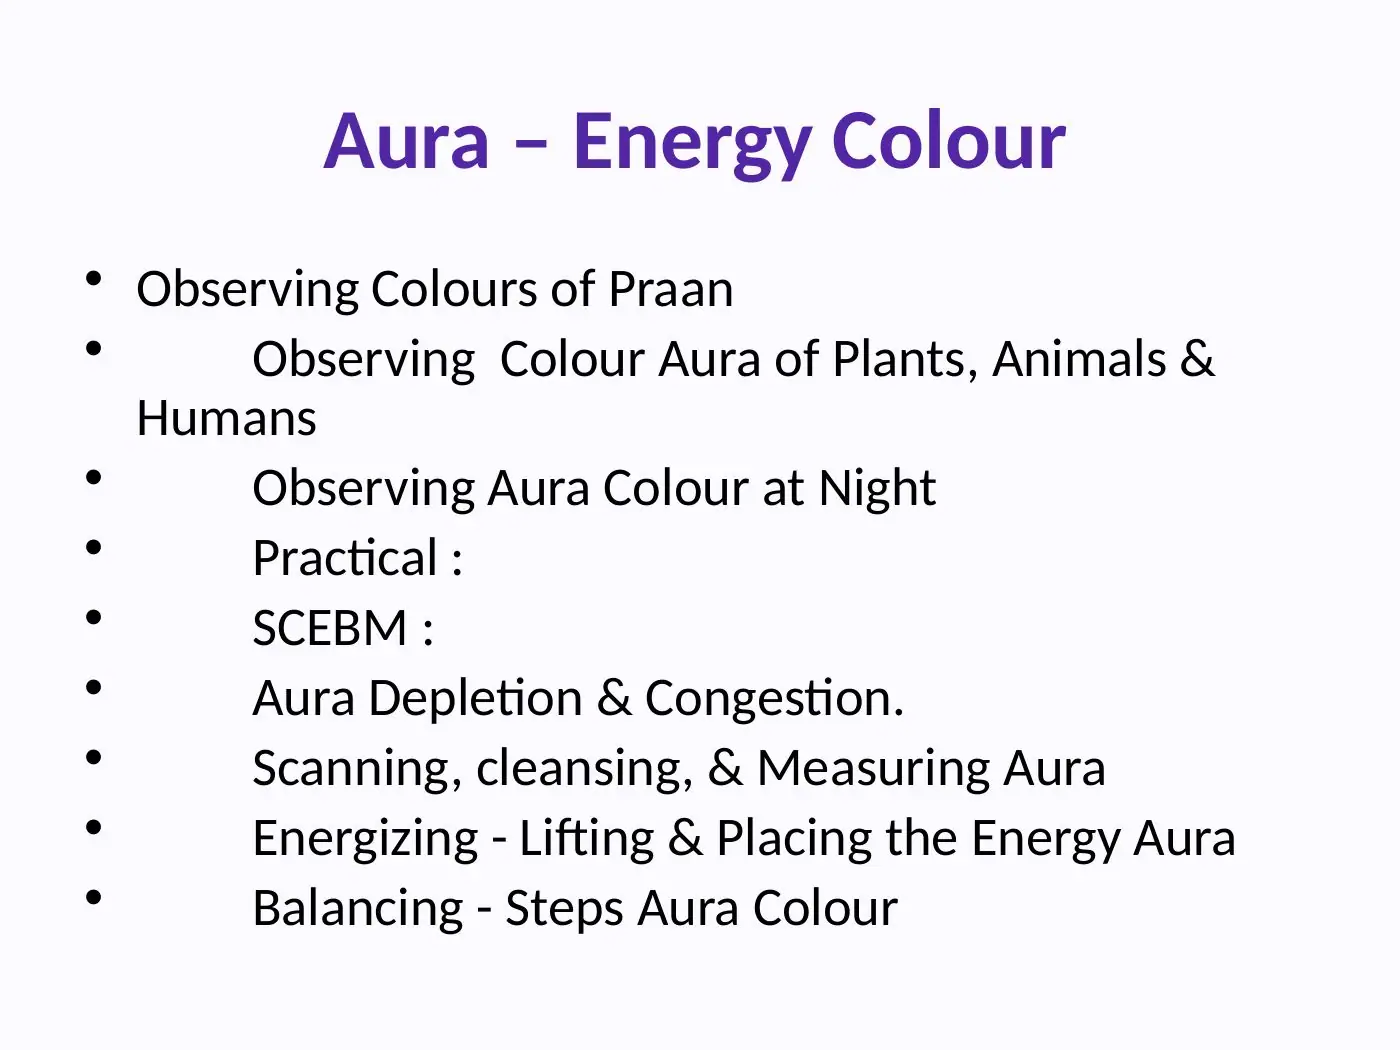 Aura – Energy Colour
• Observing Colours of Praan
• Observing  Colour Aura of Plants, Animals &
Humans
• Observing Aura Colour at Night
• Practical :
• SCEBM :
• Aura Depletion & Congestion.
• Scanning, cleansing, & Measuring Aura
• Energizing - Lifting & Placing the Energy Aura
• Balancing - Steps Aura Colour